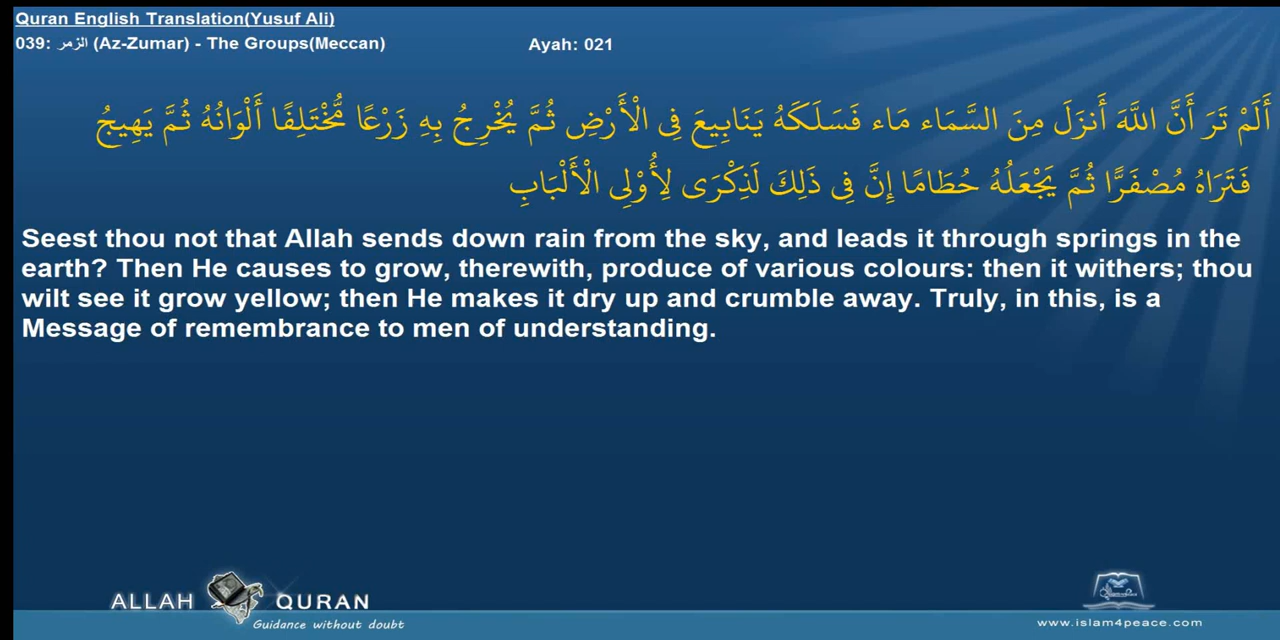 Quran English Translation(Yusuf Ali)
039: الزمر (Az-Zumar) - The Groups(Meccan) Ayah: 021
أَلَمْ تَرَ أَنَّ اللَّهَ أَنزَلَ مِنَ السَّمَاء مَاء فَسَلَكَهُ يَنَابِيعَ فِي الْأَرْضِ ثُمَّ يُخْرِجُ بِهِ زَرْعًا مُّخْتَلِفًا أَلْوَانُهُ ثُمَّ يَهِيجُ
فَتَرَاهُ مُصْفَرًّا ثُمَّ يَجْعَلُهُ حُطَامًا إِنَّ فِي ذَلِكَ لَذِكْرَى لِأُوْلِي الْأَلْبَابِ
Seest thou not that Allah sends down rain from the sky, and leads it through springs in the
earth? Then He causes to grow, therewith, produce of various colours: then it withers; thou
wilt see it grow yellow; then He makes it dry up and crumble away. Truly, in this, is a
Message of remembrance to men of understanding.
ALLAH QURAN
Guidance without doubt
www.islam4peace.com